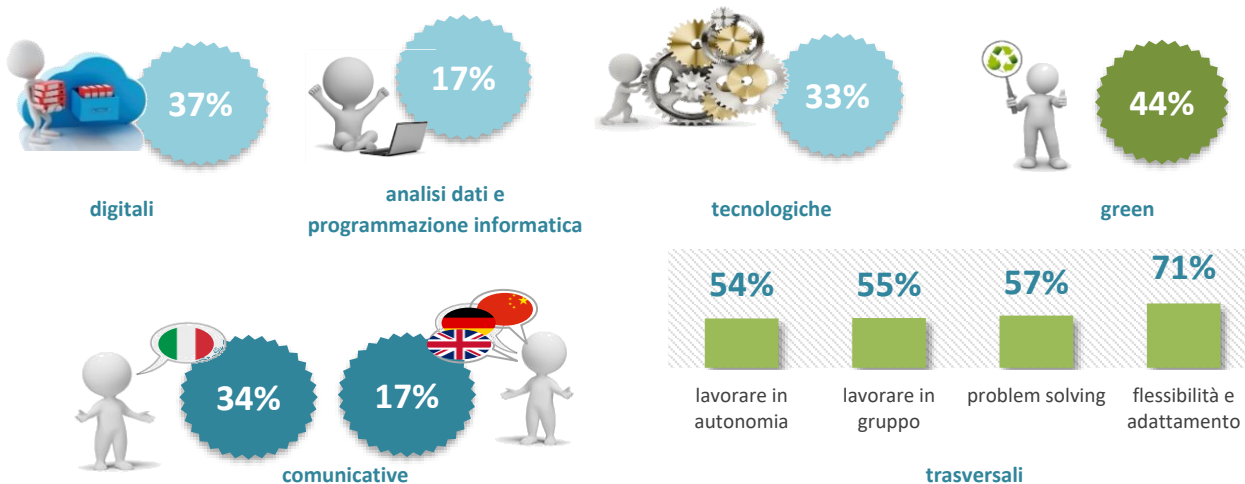 37%
17%
33%
44%
digitali
analisi dati e
programmazione informatica
tecnologiche
green
34%
17%
comunicative
54%
55%
57%
71%
lavorare in
autonomia
lavorare in
gruppo
problem solving
flessibilità e
adattamento
trasversali